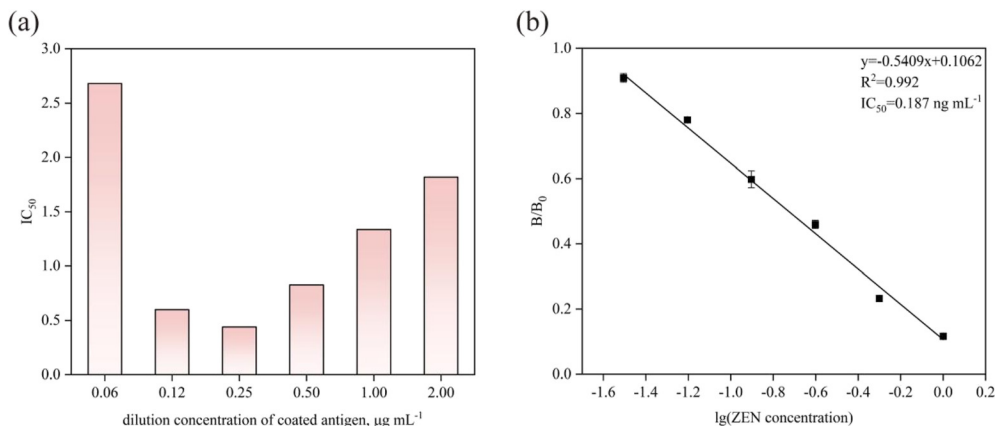 (a)
3.0
2.5
2.0
1.5
1.0
0.5
0.0
IC50
0.06 0.12 0.25 0.50 1.00 2.00
dilution concentration of coated antigen, μg mL-1
(b)
1.0
0.8
0.6
0.4
0.2
0.0
B/B0
y=-0.5409x+0.1062
R2=0.992
IC50=0.187 ng mL-1
-1.6 -1.4 -1.2 -1.0 -0.8 -0.6 -0.4 -0.2 0.0 0.2
lg(ZEN concentration)